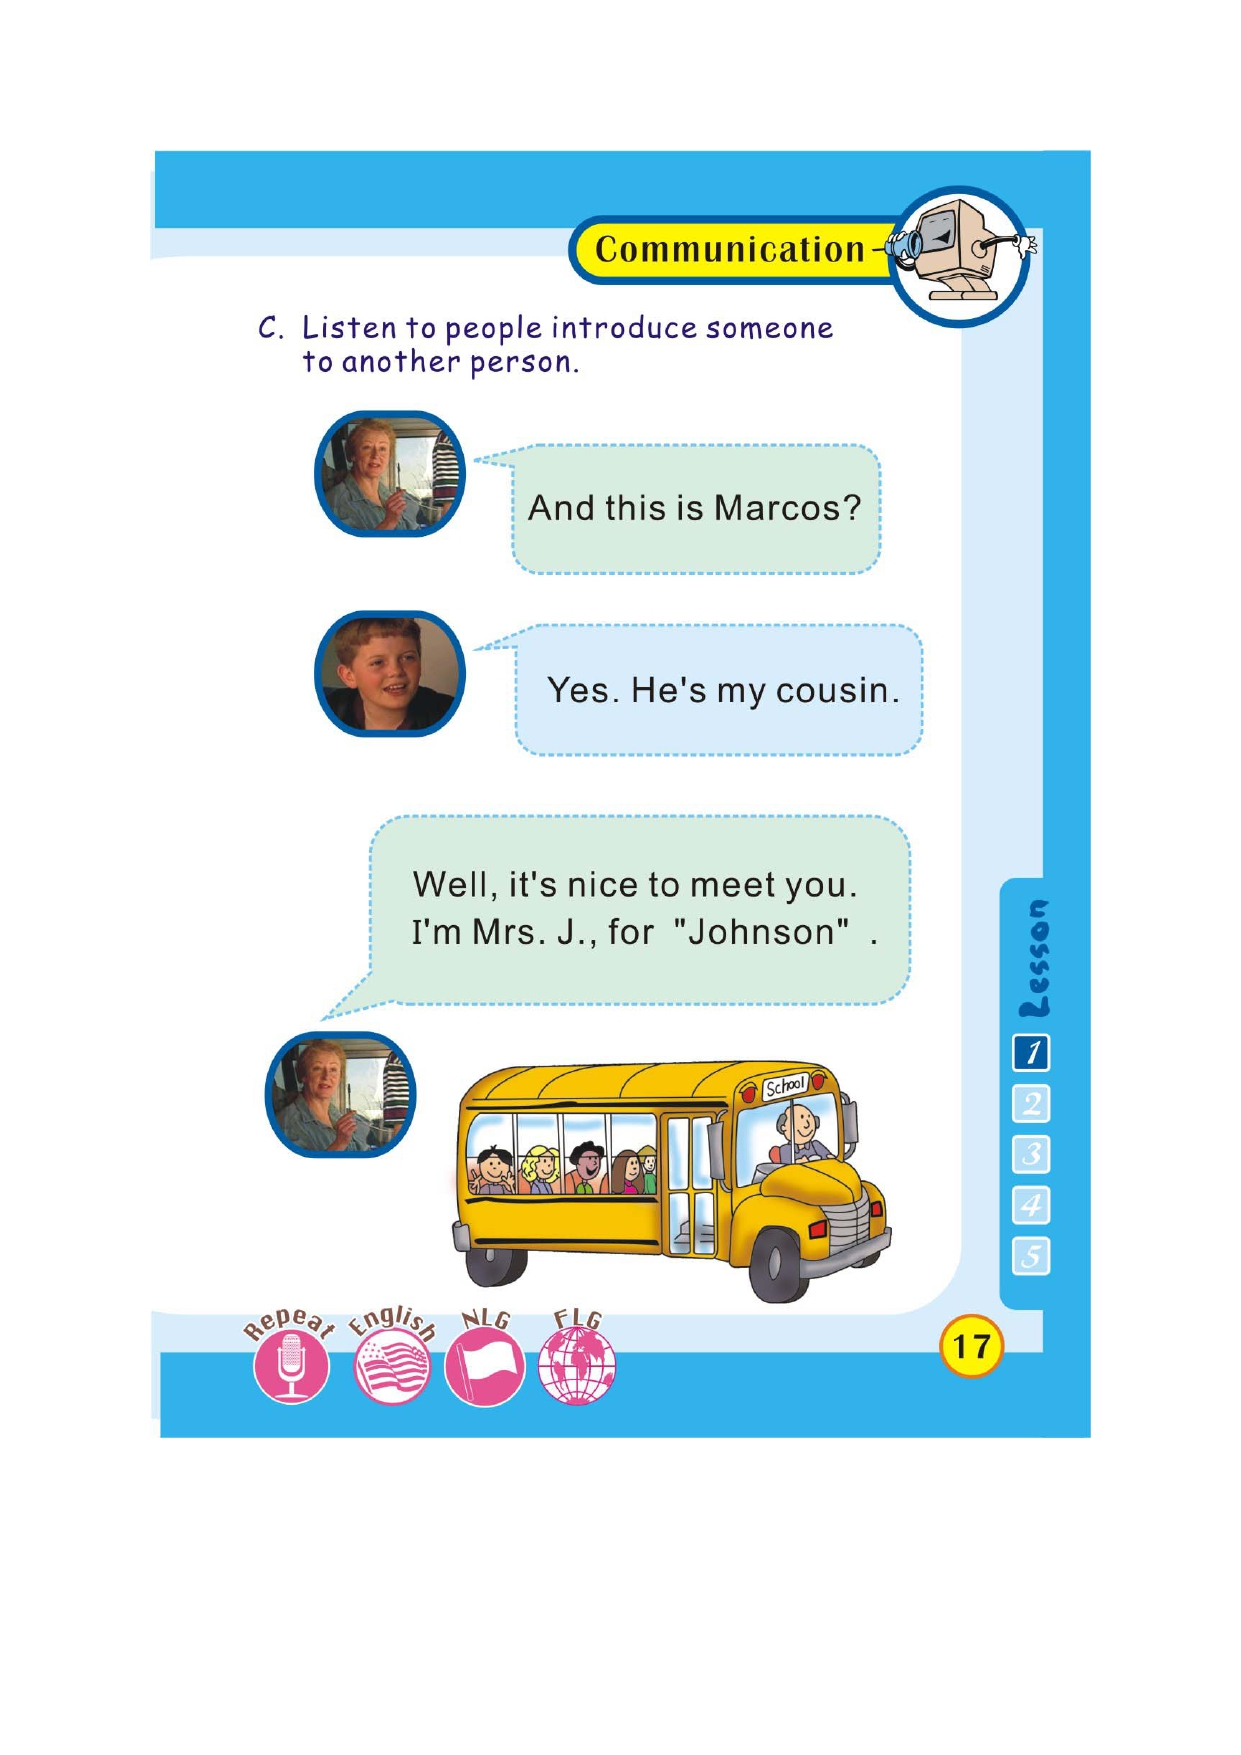 Communication
C. Listen to people introduce someone
to another person.
And this is Marcos?
Yes. He's my cousin.
Well, it's nice to meet you.
I'm Mrs. J., for "Johnson" .
School
Lesson
1
2
3
4
5
Repeat
English
NLG
FLG
17